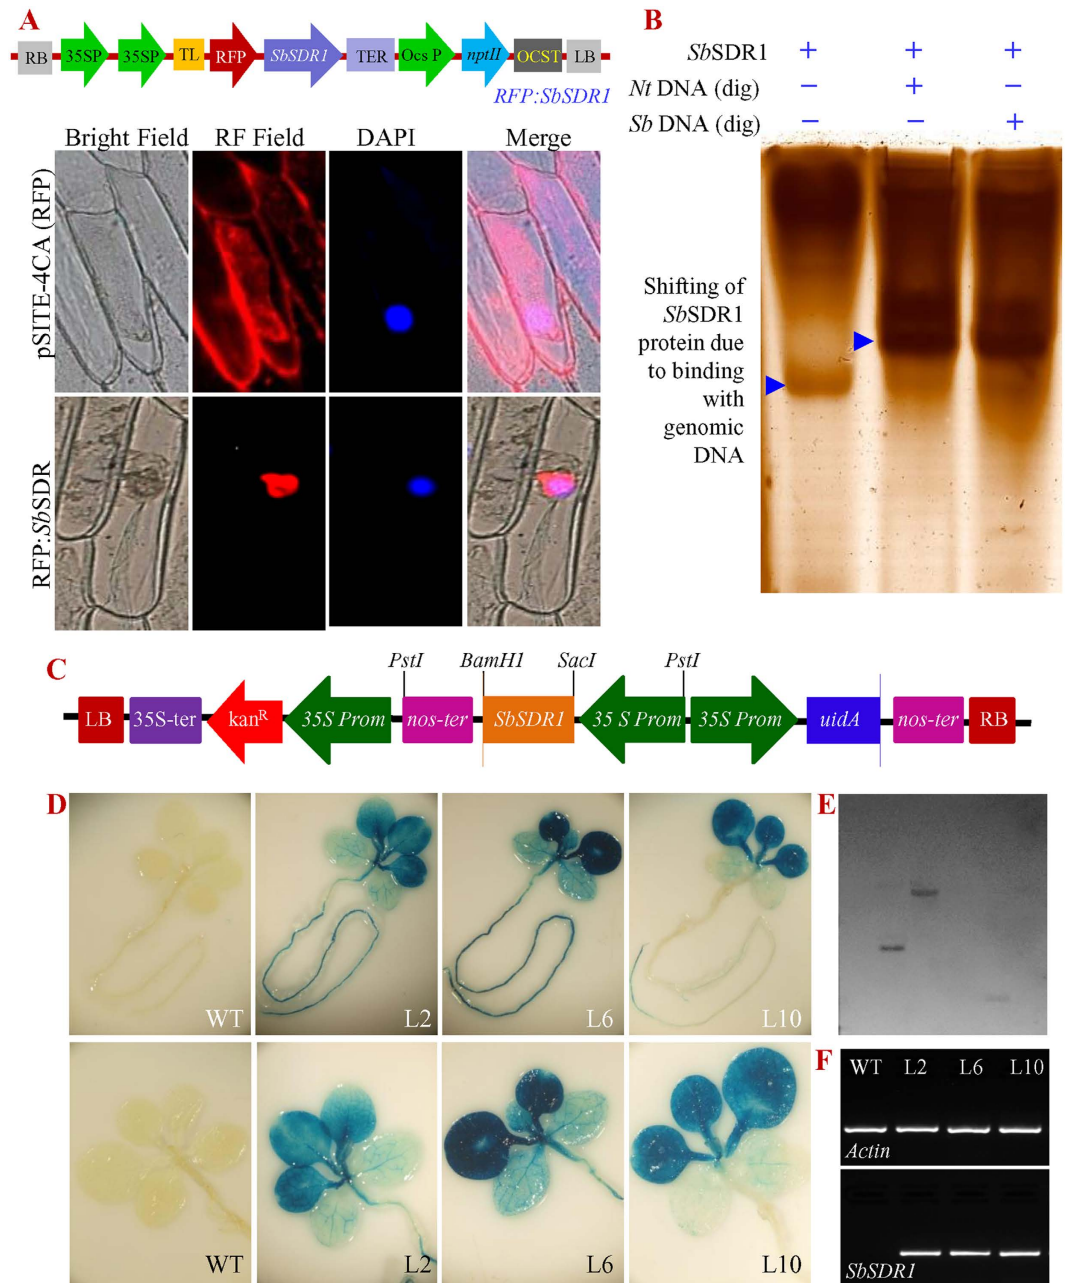 A
RB 35SP 35SP TL RFP SbSDR1 TER Ocs P nptII OCST LB
RFP:SbSDR1
Bright Field RF Field DAPI Merge
pSITE-4CA (RFP)
RFP:SbSDR
B
SbSDR1 + + +
Nt DNA (dig) − + −
Sb DNA (dig) − − +
Shifting of
SbSDR1
protein due
to binding
with
genomic
DNA
C
PstI BamH1 SacI PstI
LB 35S-ter kanR 35S Prom nos-ter SbSDR1 35 S Prom 35S Prom uidA nos-ter RB
D
WT L2 L6 L10
WT L2 L6 L10
E
F
WT L2 L6 L10
Actin
SbSDR1